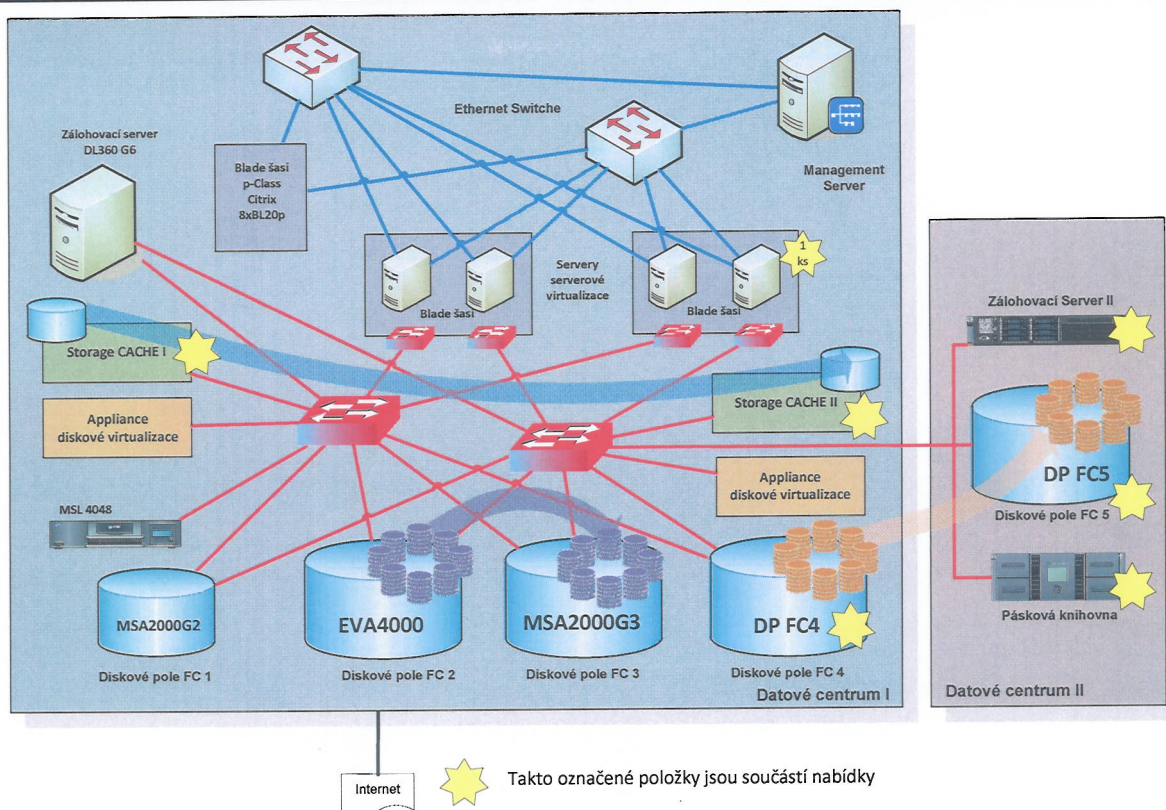 Ethernet Switche
Management
Server
Zálohovací server
DL360 G6
Blade šasi
p-Class
Citrix
8xBL20p
Servery
serverové
virtualizace
Blade šasi
Blade šasi
1
ks
Storage CACHE I
Storage CACHE II
Appliance
diskové virtualizace
Appliance
diskové virtualizace
MSL 4048
MSA2000G2
EVA4000
MSA2000G3
DP FC4
Diskové pole FC 1
Diskové pole FC 2
Diskové pole FC 3
Diskové pole FC 4
Datové centrum I
Zálohovací Server II
DP FC5
Diskové pole FC 5
Pásková knihovna
Datové centrum II
Internet
Takto označené položky jsou součástí nabídky